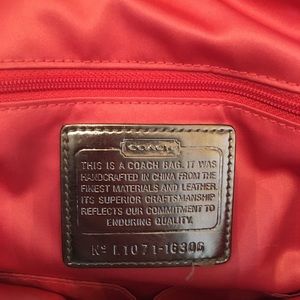 COACH
THIS IS A COACH BAG. IT WAS
HANDCRAFTED IN CHINA FROM THE
FINEST MATERIALS AND LEATHER.
ITS SUPERIOR CRAFTSMANSHIP
REFLECTS OUR COMMITMENT TO
ENDURING QUALITY.
Nº L1071-16306